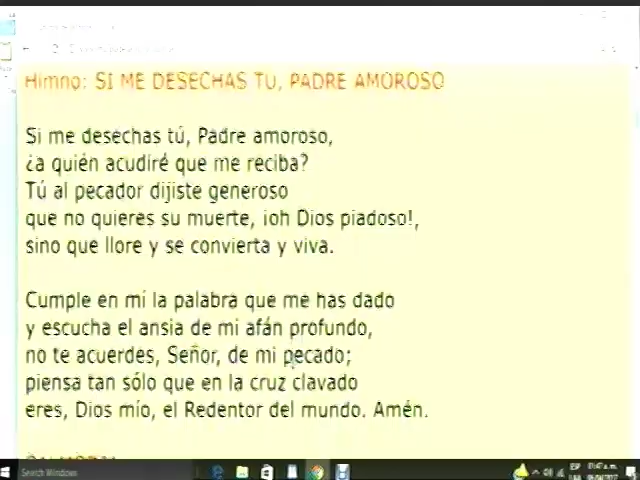 Himno: SI ME DESECHAS TU, PADRE AMOROSO
Si me desechas tú, Padre amoroso,
¿a quién acudiré que me reciba?
Tú al pecador dijiste generoso
que no quieres su muerte, ¡oh Dios piadoso!,
sino que llore y se convierta y viva.
Cumple en mí la palabra que me has dado
y escucha el ansia de mi afán profundo,
no te acuerdes, Señor, de mi pecado;
piensa tan sólo que en la cruz clavado
eres, Dios mío, el Redentor del mundo. Amén.
Search Windows
ESP